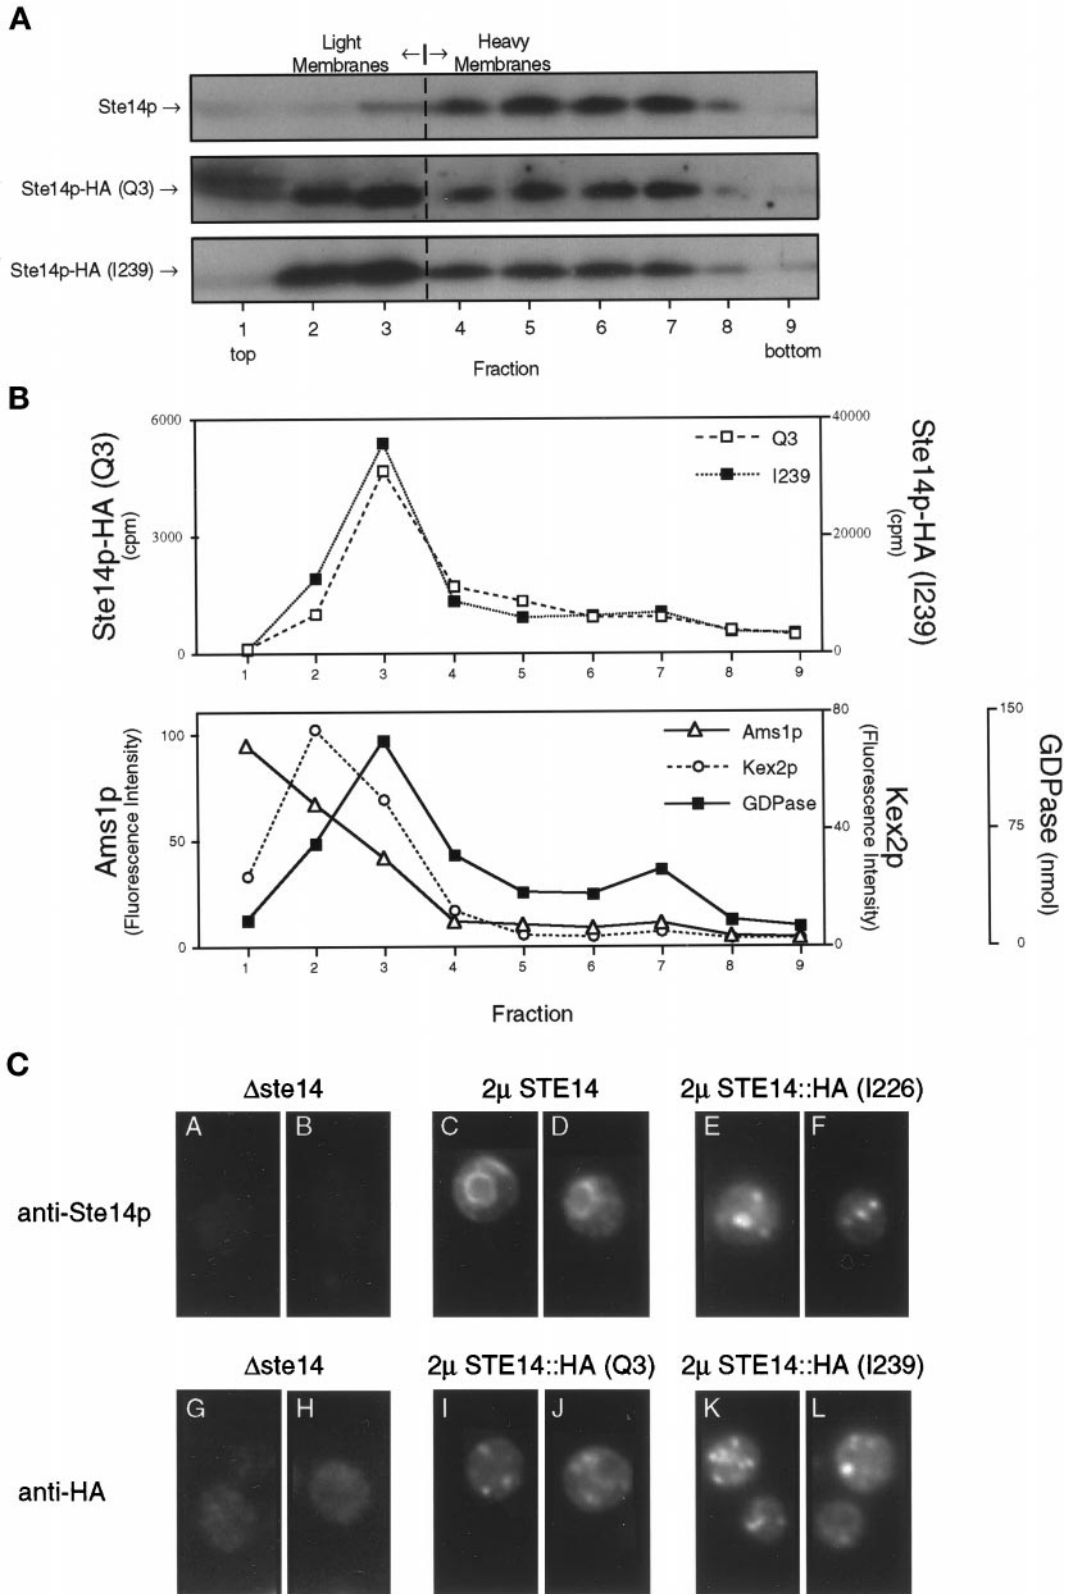 A
Light
Membranes
←|→
Heavy
Membranes
Ste14p →
Ste14p-HA (Q3) →
Ste14p-HA (I239) →
1 2 3 4 5 6 7 8 9
top
bottom
Fraction
B
Ste14p-HA (Q3)
(cpm)
6000
3000
0
Q3
I239
40000
20000
0
Ste14p-HA (I239)
(cpm)
1 2 3 4 5 6 7 8 9
Ams1p
(Fluorescence Intensity)
100
50
0
Ams1p
Kex2p
GDPase
80
40
0
Kex2p
(Fluorescence Intensity)
150
75
0
GDPase (nmol)
1 2 3 4 5 6 7 8 9
Fraction
C
Δste14
2μ STE14
2μ STE14::HA (I226)
anti-Ste14p
A B C D E F
Δste14
2μ STE14::HA (Q3)
2μ STE14::HA (I239)
anti-HA
G H I J K L